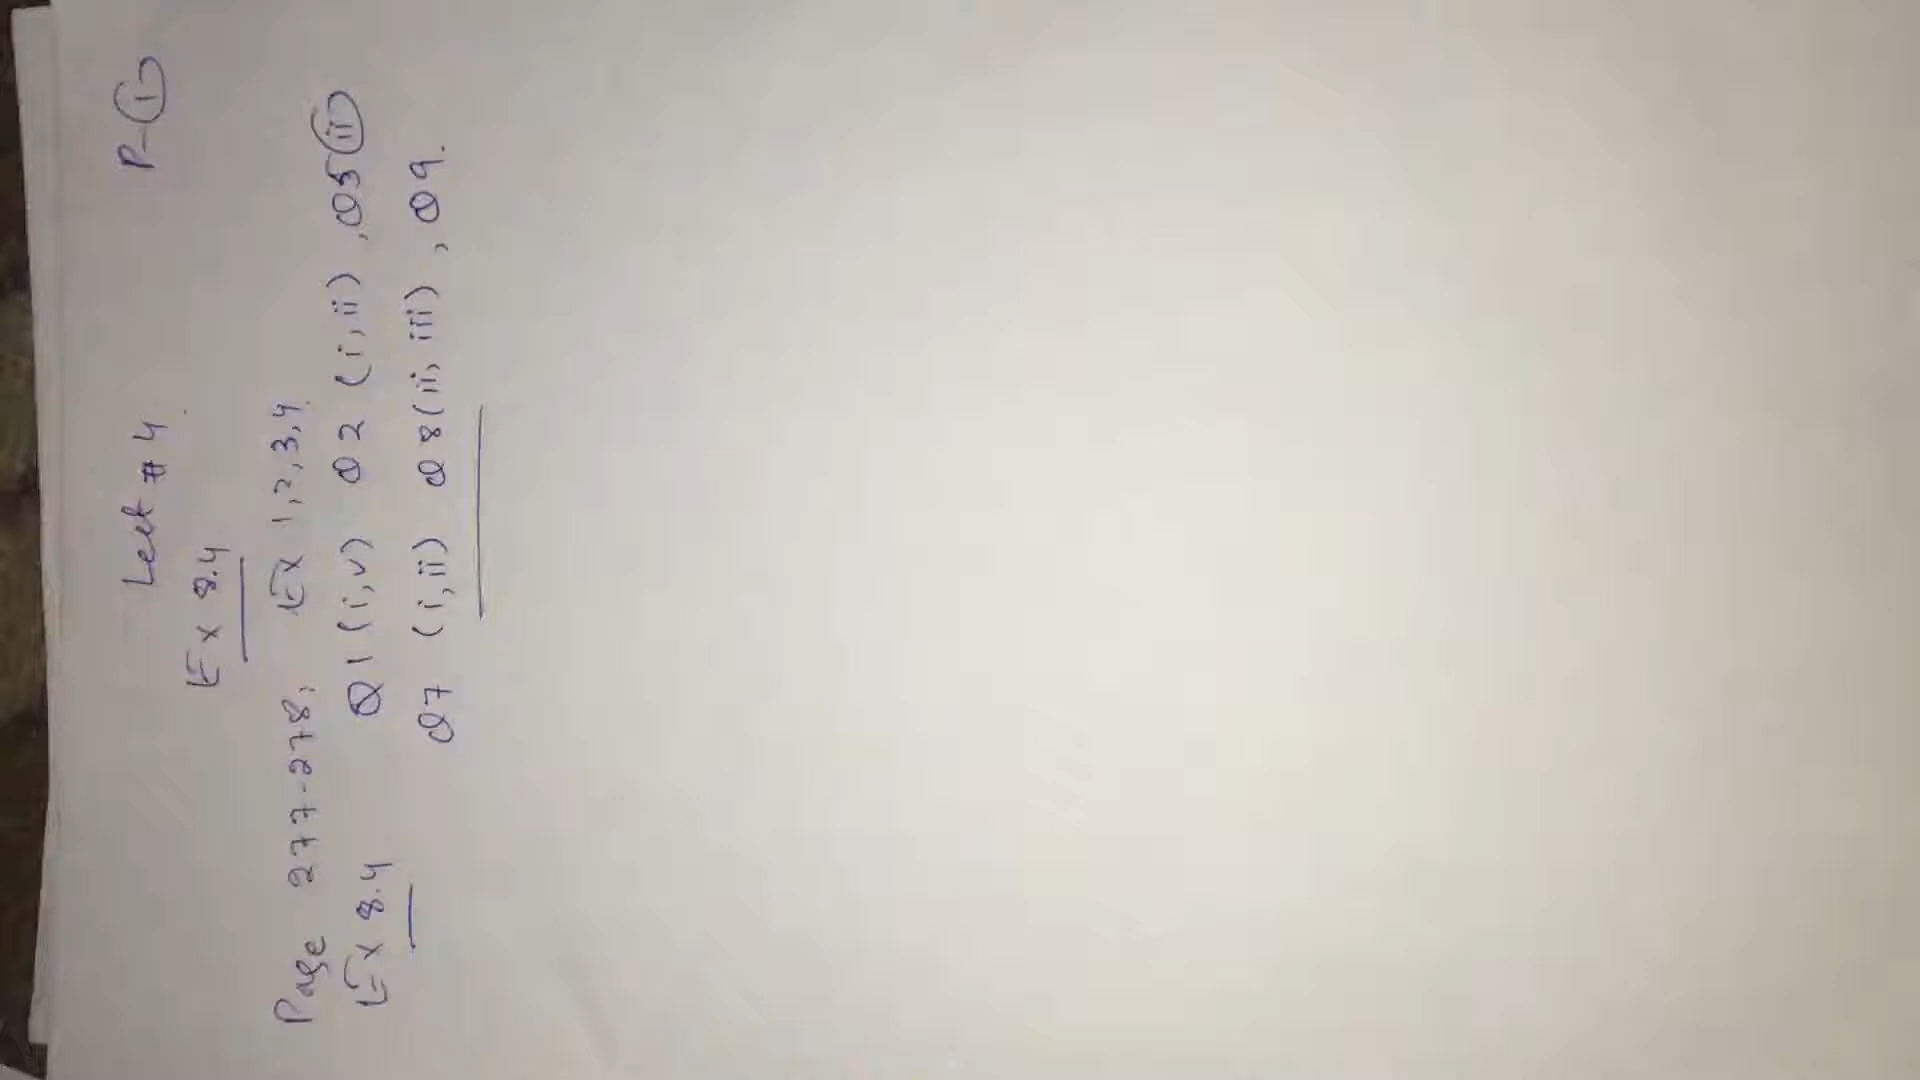 Lect # 4 P-(i)
Ex 8.4
Page 277-278, Ex 1,2,3,4.
Ex 8.4 Q1 (i,v) Q2 (i,ii), Q5 (ii)
Q7 (i,ii) Q8 (ii, iii), Q9.